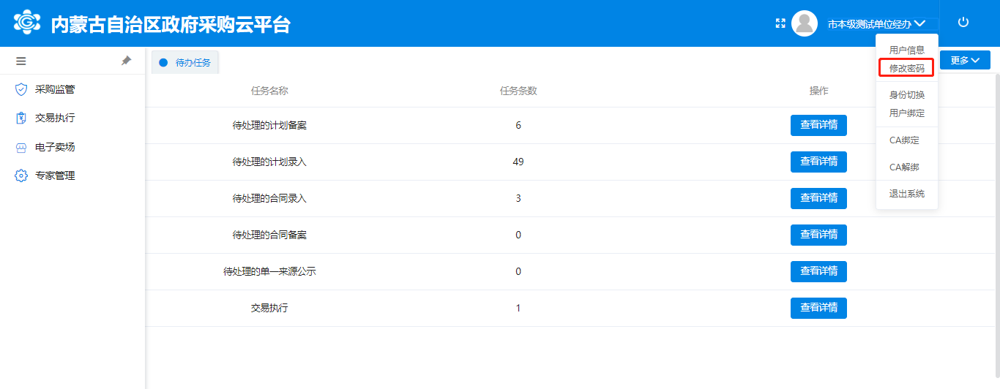 内蒙古自治区政府采购云平台
市本级测试单位经办
用户信息
修改密码
身份切换
用户绑定
CA绑定
CA解绑
退出系统
更多
采购监管
交易执行
电子卖场
专家管理
待办任务
任务名称 任务条数 操作
待处理的计划备案 6 查看详情
待处理的计划录入 49 查看详情
待处理的合同录入 3 查看详情
待处理的合同备案 0 查看详情
待处理的单一来源公示 0 查看详情
交易执行 1 查看详情